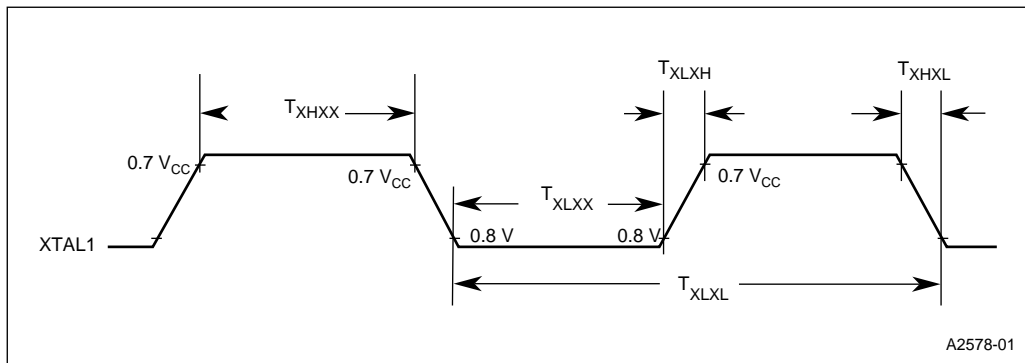 T_XLXH
T_XHXL
T_XHXX
0.7 V_CC
0.7 V_CC
0.7 V_CC
T_XLXX
XTAL1
0.8 V
0.8 V
T_XLXL
A2578-01